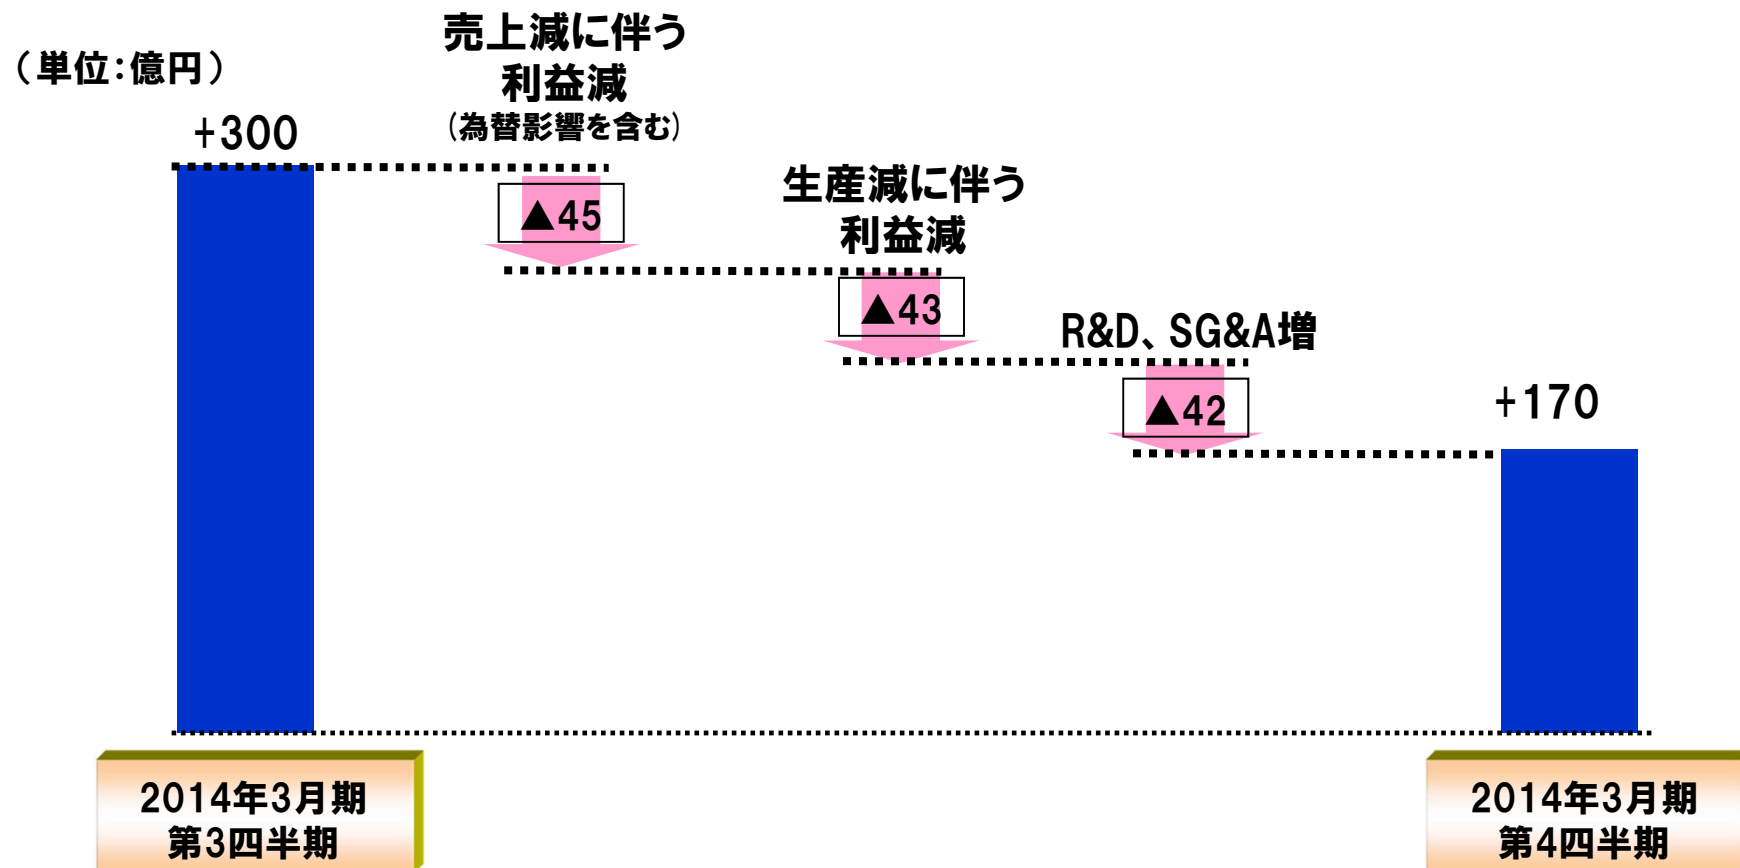 （単位：億円）
+300
売上減に伴う
利益減
（為替影響を含む）
▲45
生産減に伴う
利益減
▲43
R&D、SG&A増
▲42
+170
2014年3月期
第3四半期
2014年3月期
第4四半期